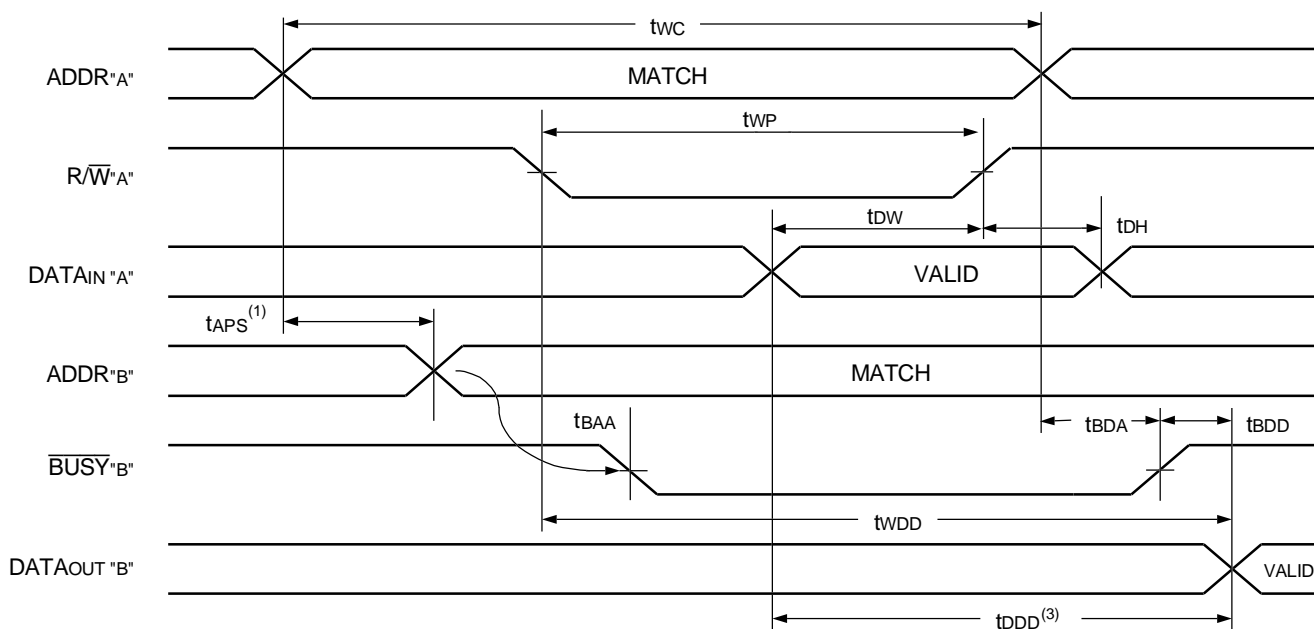 tWC
ADDR"A"
MATCH
tWP
R/W̅"A"
tDW
tDH
DATAIN "A"
VALID
tAPS(1)
ADDR"B"
MATCH
tBAA
tBDA
tBDD
B̅U̅S̅Y̅"B"
tWDD
DATAOUT "B"
VALID
tDDD(3)